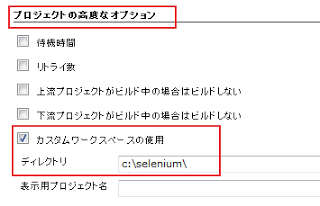 プロジェクトの高度なオプション
待機時間
リトライ数
上流プロジェクトがビルド中の場合はビルドしない
下流プロジェクトがビルド中の場合はビルドしない
カスタムワークスペースの使用
ディレクトリ c:\selenium\
表示用プロジェクト名